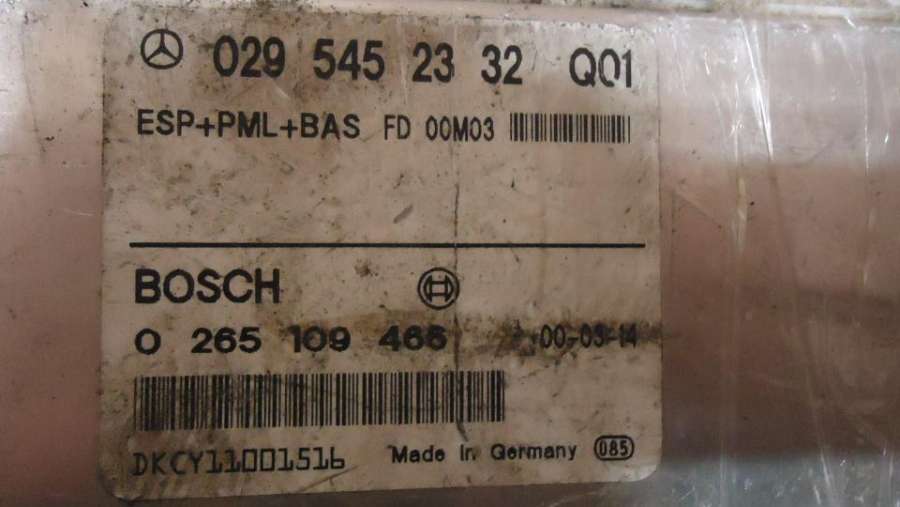 029 545 23 32 Q01
ESP+PML+BAS FD 00M03
BOSCH
0 265 109 466 00-03-14
DKCY11001516 Made in Germany 085